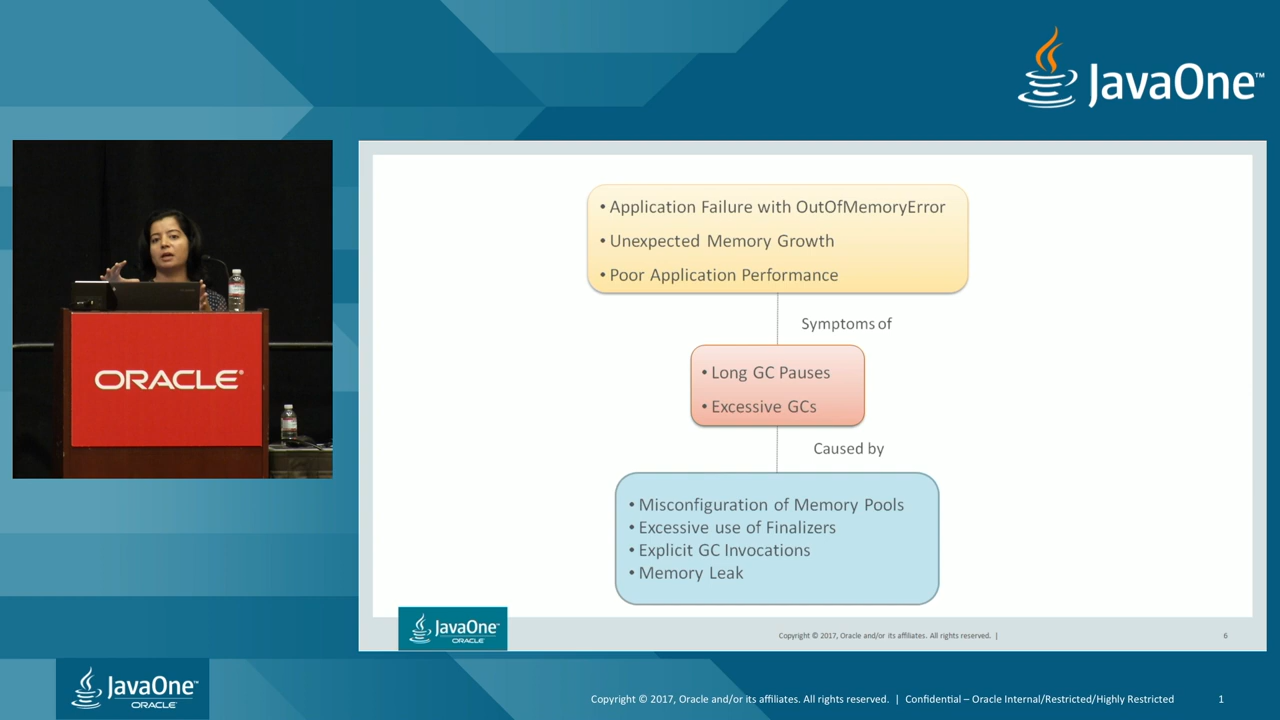 JavaOne™
ORACLE®
• Application Failure with OutOfMemoryError
• Unexpected Memory Growth
• Poor Application Performance
Symptoms of
• Long GC Pauses
• Excessive GCs
Caused by
• Misconfiguration of Memory Pools
• Excessive use of Finalizers
• Explicit GC Invocations
• Memory Leak
JavaOne™
ORACLE®
Copyright © 2017, Oracle and/or its affiliates. All rights reserved. |
6
JavaOne™
ORACLE®
Copyright © 2017, Oracle and/or its affiliates. All rights reserved. | Confidential – Oracle Internal/Restricted/Highly Restricted
1